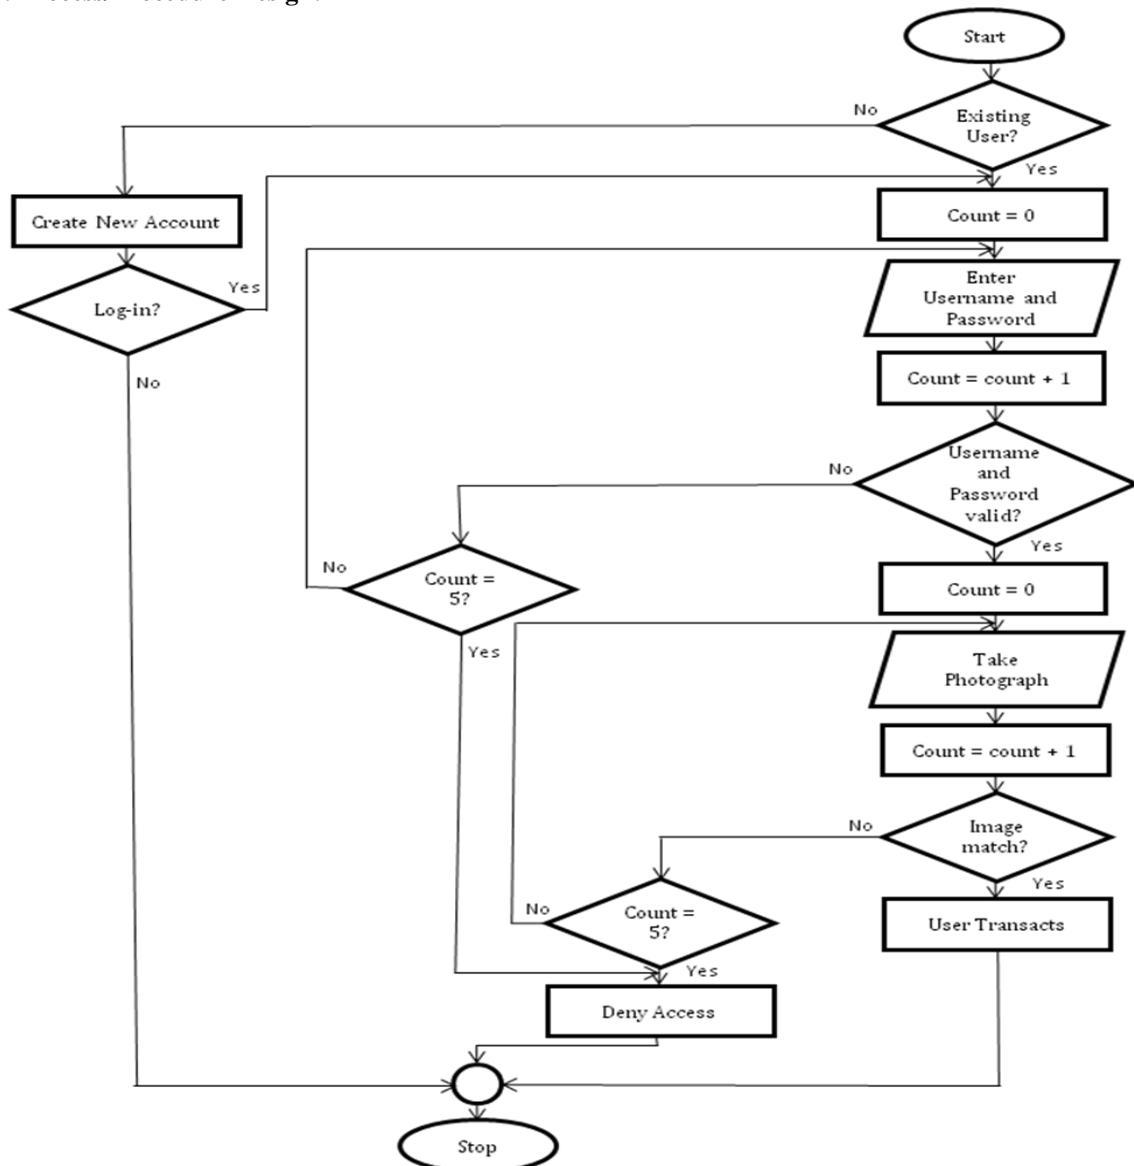 Start
No
Existing
User?
Yes
Create New Account
Count = 0
Yes
Enter
Username and
Password
Log-in?
No
Count = count + 1
Username
and
Password
valid?
No
Yes
No
Count =
5?
Count = 0
Yes
Take
Photograph
Count = count + 1
No
Image
match?
Yes
No
Count =
5?
User Transacts
Yes
Deny Access
Stop